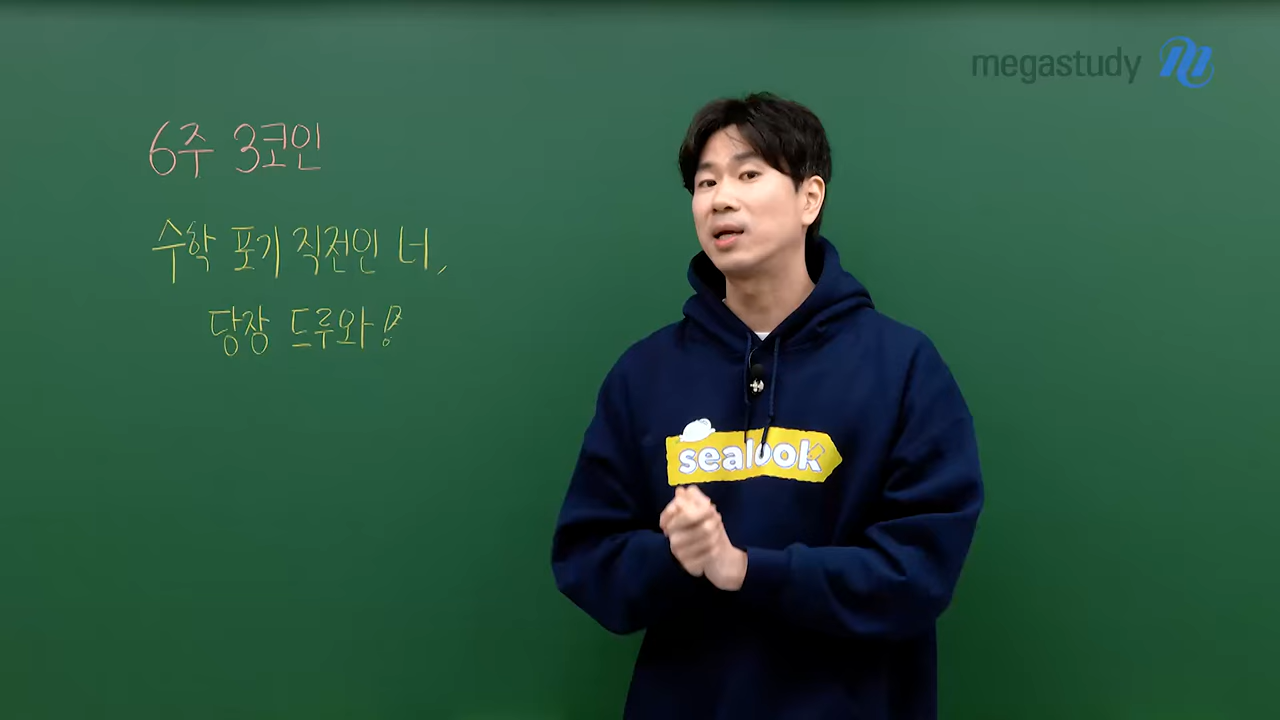 megastudy
6주 3코인
수학 포기 직전인 너,
당장 드루와!
sealook